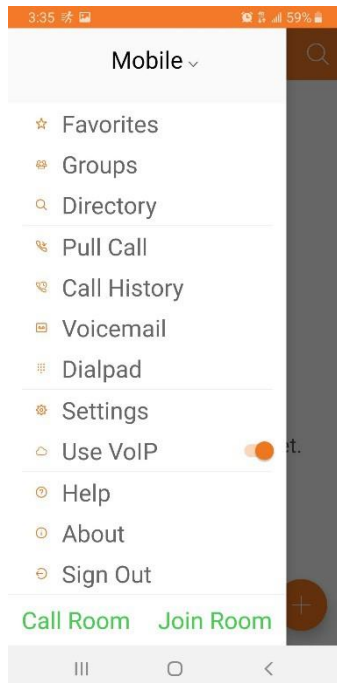 3:35 59%
Mobile
Favorites
Groups
Directory
Pull Call
Call History
Voicemail
Dialpad
Settings
Use VoIP
et.
Help
About
Sign Out
Call Room Join Room